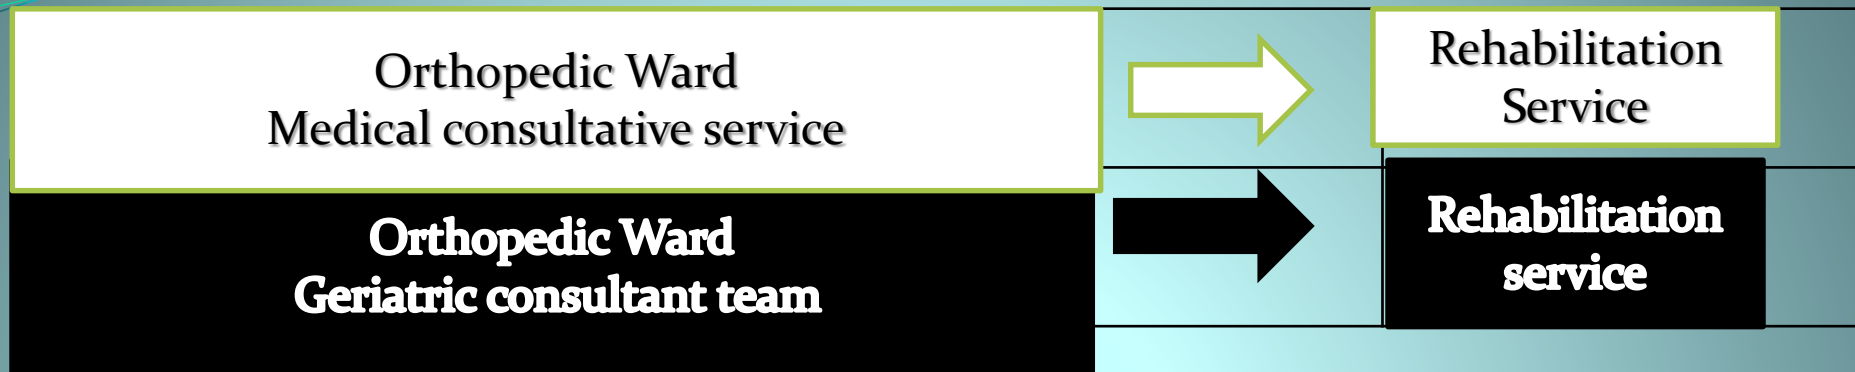 Orthopedic Ward
Medical consultative service
Rehabilitation
Service
Orthopedic Ward
Geriatric consultant team
Rehabilitation
service